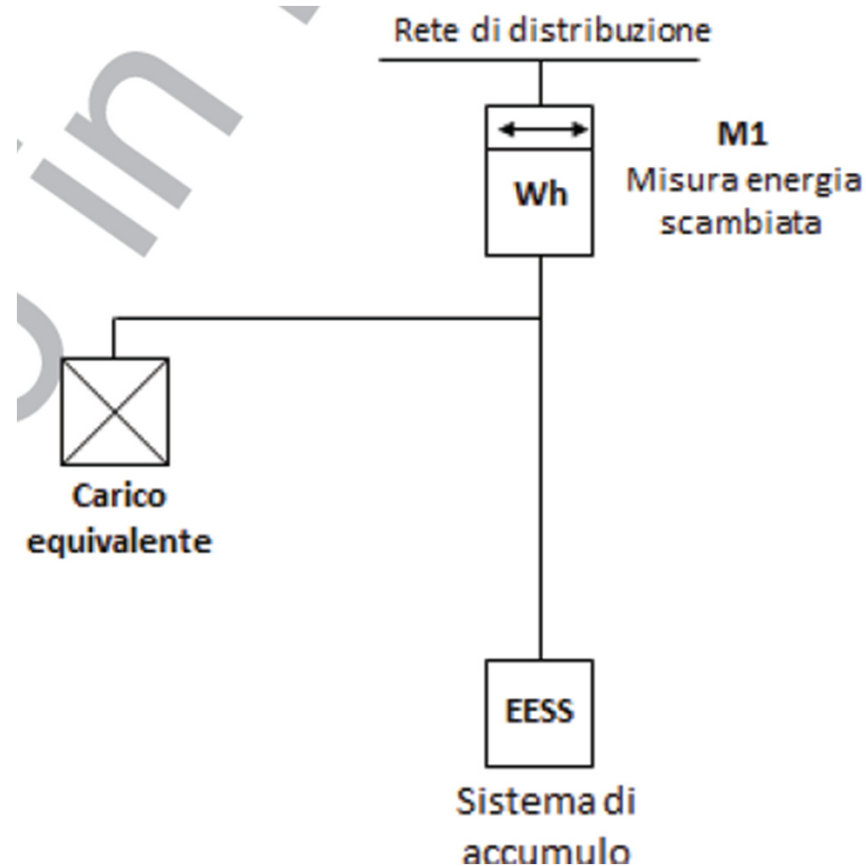 Rete di distribuzione
M1
Misura energia
scambiata
Wh
Carico
equivalente
EESS
Sistema di
accumulo